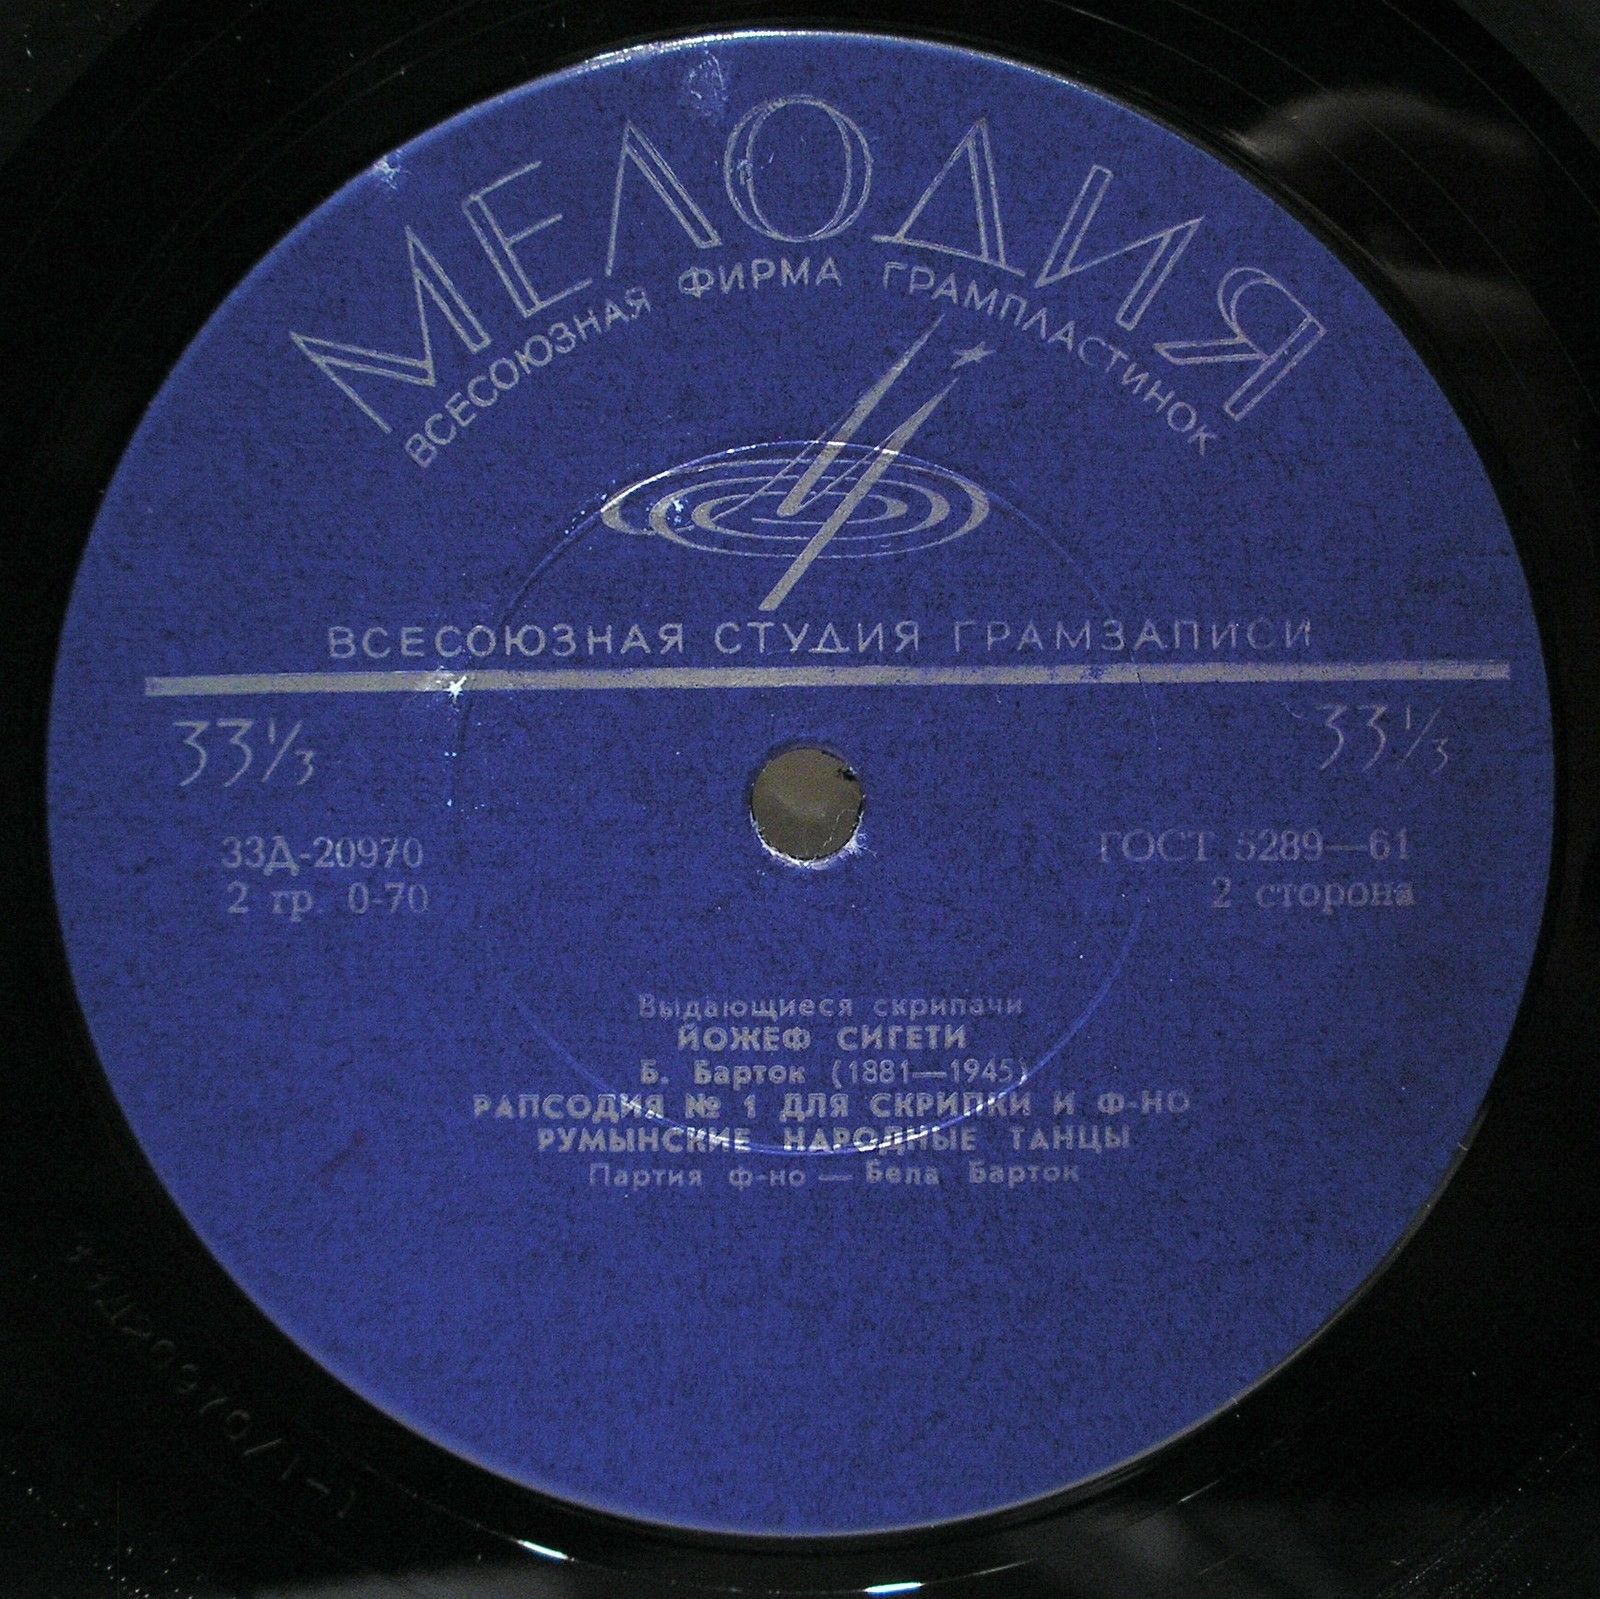 МЕЛОДИЯ
ВСЕСОЮЗНАЯ ФИРМА ГРАМПЛАСТИНОК
ВСЕСОЮЗНАЯ СТУДИЯ ГРАМЗАПИСИ
33⅓ 33⅓
33Д-20970 ГОСТ 5289—61
2 гр. 0-70 2 сторона
Выдающиеся скрипачи
ЙОЖЕФ СИГЕТИ
Б. Барток (1881—1945)
РАПСОДИЯ № 1 ДЛЯ СКРИПКИ И Ф-НО
РУМЫНСКИЕ НАРОДНЫЕ ТАНЦЫ
Партия ф-но — Бела Барток